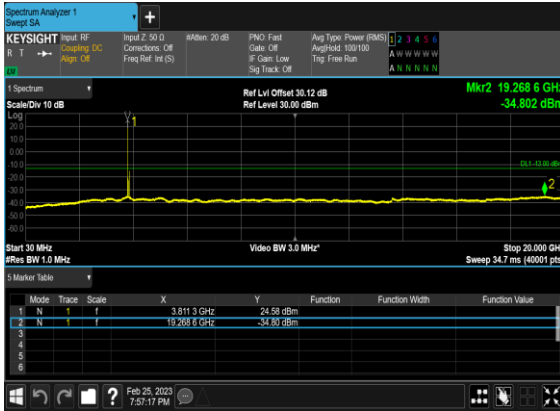 Spectrum Analyzer 1
Swept SA
+
KEYSIGHT Input: RF Input Z: 50 Ω #Atten: 20 dB PNO: Fast Avg Type: Power (RMS) 1 2 3 4 5 6
R T Coupling: DC Corrections: Off Gate: Off Avg|Hold: 100/100 A W W W W W
Align: Off Freq Ref: Int (S) IF Gain: Low Trig: Free Run
Sig Track: Off A N N N N N
LV
1 Spectrum Ref Lvl Offset 30.12 dB Mkr2 19.268 6 GHz
Scale/Div 10 dB Ref Level 30.00 dBm -34.802 dBm
Log
20.0
10.0
0.00
-10.0
-20.0
-30.0
-40.0
-50.0
-60.0
1
DL1 -13.00 dBm
2
Start 30 MHz Video BW 3.0 MHz* Stop 20.000 GHz
#Res BW 1.0 MHz Sweep 34.7 ms (40001 pts)
5 Marker Table
Mode Trace Scale X Y Function Function Width Function Value
1 N 1 f 3.811 3 GHz 24.58 dBm
2 N 1 f 19.268 6 GHz -34.80 dBm
3
4
5
6
? Feb 25, 2023
7:57:17 PM